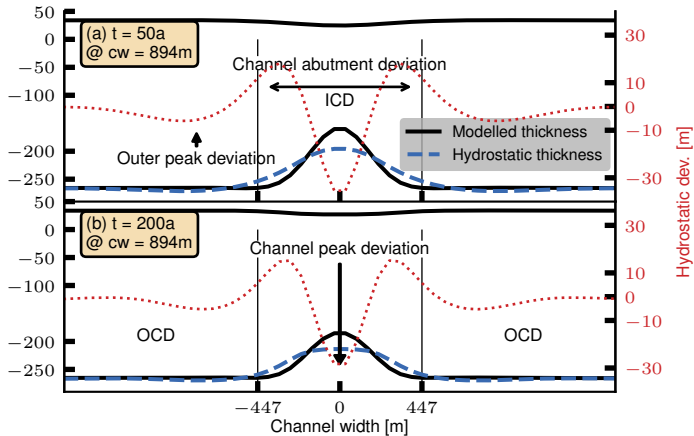 50
0
−50
−100
−200
−250
(a) t = 50a
@ cw = 894m
Channel abutment deviation
ICD
Outer peak deviation
Modelled thickness
Hydrostatic thickness
30
10
0
−10
−30
50
0
−50
−100
−200
−250
(b) t = 200a
@ cw = 894m
Channel peak deviation
OCD
OCD
30
10
0
−10
−30
Hydrostatic dev. [m]
−447
0
447
Channel width [m]